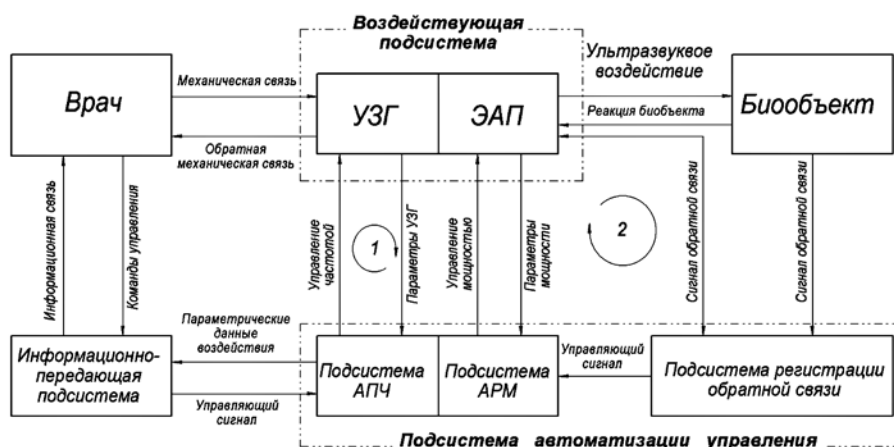 Воздействующая
подсистема
Врач
Механическая связь
Обратная
механическая связь
УЗГ
ЭАП
Ультразвуквое
воздействие
Реакция биобъекта
Биообъект
Информационная связь
Команды управления
Управление
частотой
1
Параметры УЗГ
Управление
мощностью
Параметры
мощности
2
Сигнал обратной связи
Сигнал обратной связи
Информационно-
передающая
подсистема
Параметрические
данные
воздействия
Управляющий
сигнал
Подсистема
АПЧ
Подсистема
АРМ
Управляющий
сигнал
Подсистема регистрации
обратной связи
Подсистема автоматизации управления